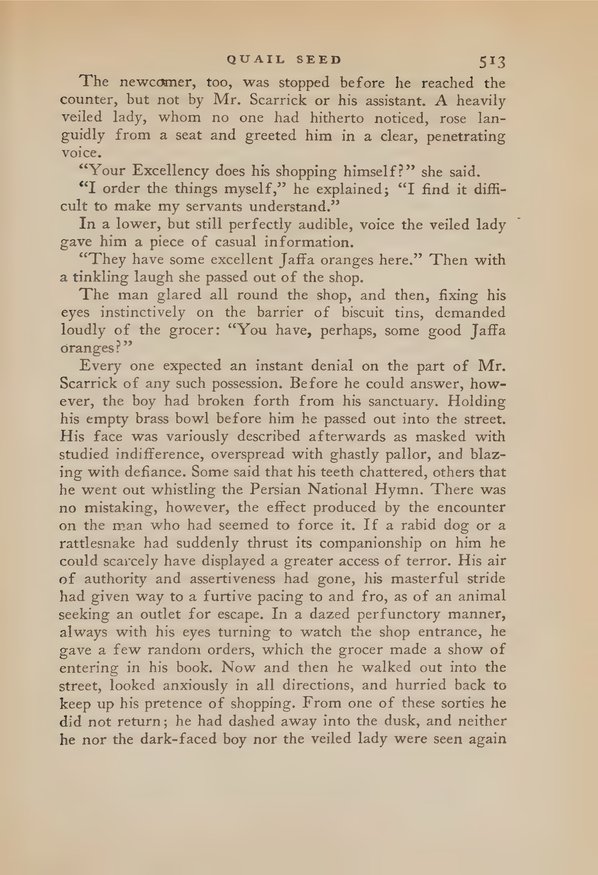 QUAIL SEED 513
The newcomer, too, was stopped before he reached the
counter, but not by Mr. Scarrick or his assistant. A heavily
veiled lady, whom no one had hitherto noticed, rose lan-
guidly from a seat and greeted him in a clear, penetrating
voice.
“Your Excellency does his shopping himself?” she said.
“I order the things myself,” he explained; “I find it diffi-
cult to make my servants understand.”
In a lower, but still perfectly audible, voice the veiled lady
gave him a piece of casual information.
“They have some excellent Jaffa oranges here.” Then with
a tinkling laugh she passed out of the shop.
The man glared all round the shop, and then, fixing his
eyes instinctively on the barrier of biscuit tins, demanded
loudly of the grocer: “You have, perhaps, some good Jaffa
oranges?”
Every one expected an instant denial on the part of Mr.
Scarrick of any such possession. Before he could answer, how-
ever, the boy had broken forth from his sanctuary. Holding
his empty brass bowl before him he passed out into the street.
His face was variously described afterwards as masked with
studied indifference, overspread with ghastly pallor, and blaz-
ing with defiance. Some said that his teeth chattered, others that
he went out whistling the Persian National Hymn. There was
no mistaking, however, the effect produced by the encounter
on the man who had seemed to force it. If a rabid dog or a
rattlesnake had suddenly thrust its companionship on him he
could scarcely have displayed a greater access of terror. His air
of authority and assertiveness had gone, his masterful stride
had given way to a furtive pacing to and fro, as of an animal
seeking an outlet for escape. In a dazed perfunctory manner,
always with his eyes turning to watch the shop entrance, he
gave a few random orders, which the grocer made a show of
entering in his book. Now and then he walked out into the
street, looked anxiously in all directions, and hurried back to
keep up his pretence of shopping. From one of these sorties he
did not return; he had dashed away into the dusk, and neither
he nor the dark-faced boy nor the veiled lady were seen again